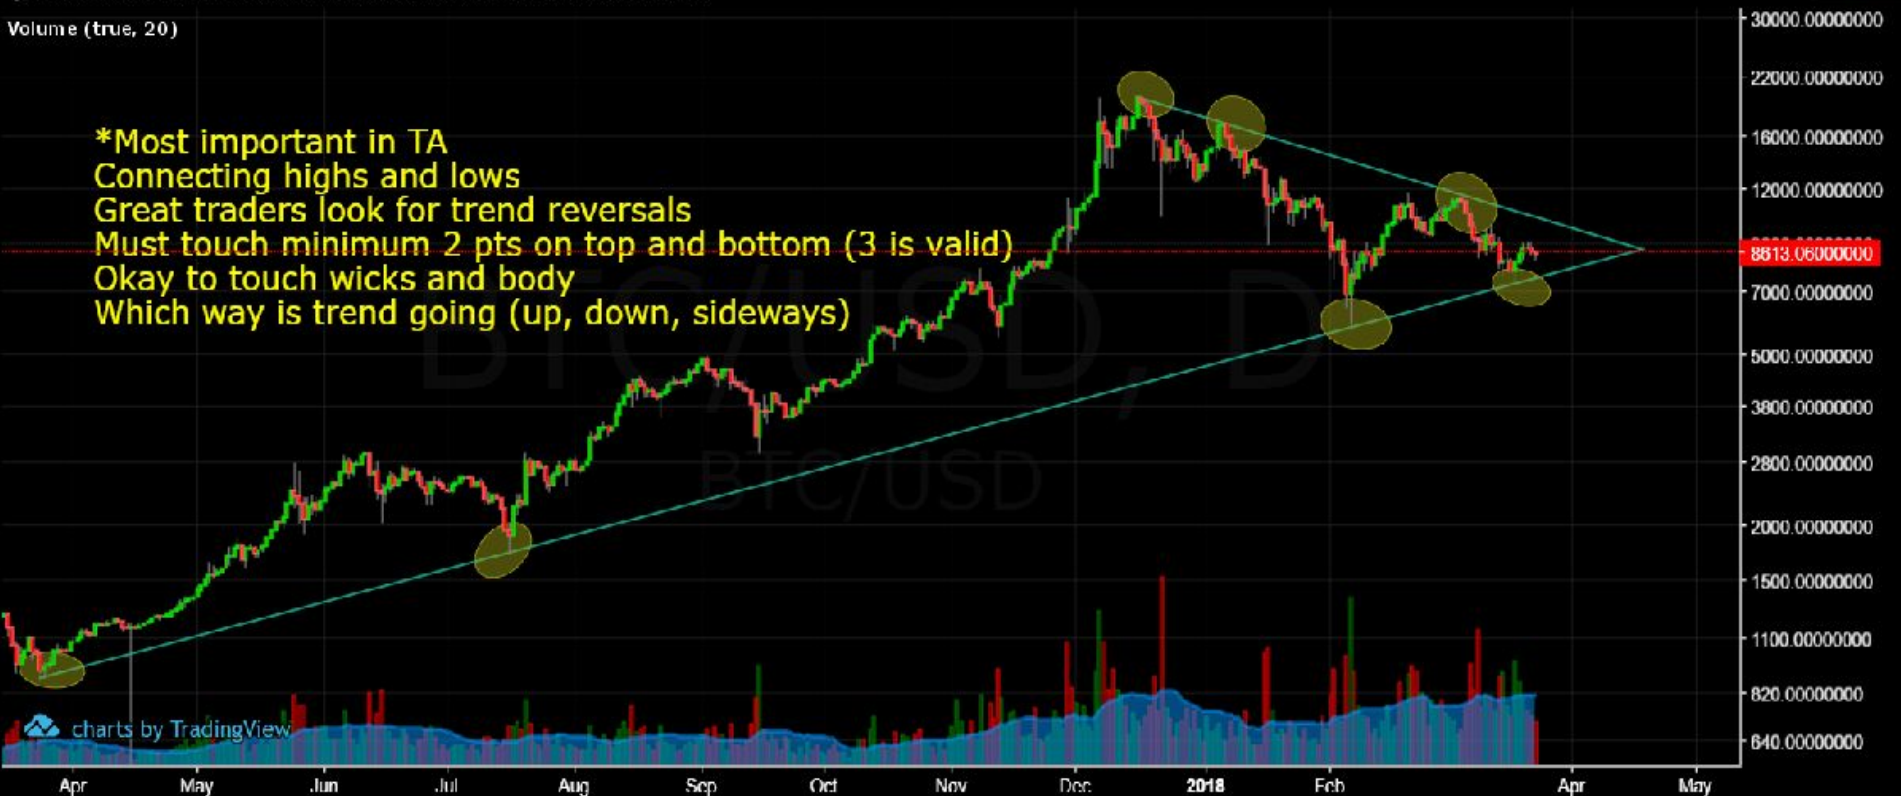 Volume (true, 20)
*Most important in TA
Connecting highs and lows
Great traders look for trend reversals
Must touch minimum 2 pts on top and bottom (3 is valid)
Okay to touch wicks and body
Which way is trend going (up, down, sideways)
BTC/USD, D
BTC/USD
30000.00000000
22000.00000000
16000.00000000
12000.00000000
8813.06000000
7000.00000000
5000.00000000
3800.00000000
2800.00000000
2000.00000000
1500.00000000
1100.00000000
820.00000000
640.00000000
charts by TradingView
Apr May Jun Jul Aug Sep Oct Nov Dec 2018 Feb Apr May